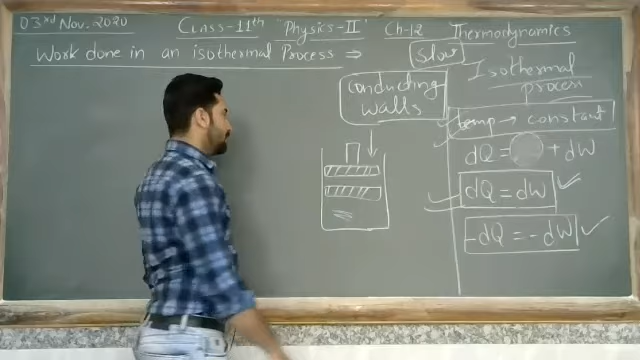 03rd Nov. 2020 Class-11th "Physics-II" Ch-12 Thermodynamics
Work done in an isothermal Process ⇒
Slow
Isothermal
process
conducting
walls
temp → constant
dQ = + dW
dQ = dW
-dQ = -dW